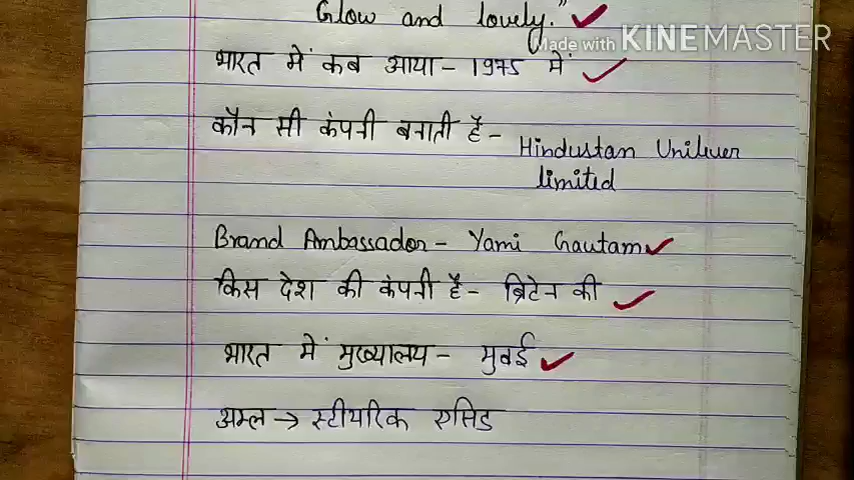 Glow and lovely."
Made with KINEMASTER
भारत में कब आया - 1975 में
कौन सी कंपनी बनाती है -
Hindustan Unilever
limited
Brand Ambassador - Yami Gautam
किस देश की कंपनी है - ब्रिटेन की
भारत में मुख्यालय - मुबई
अम्ल → स्टीयरिक एसिड